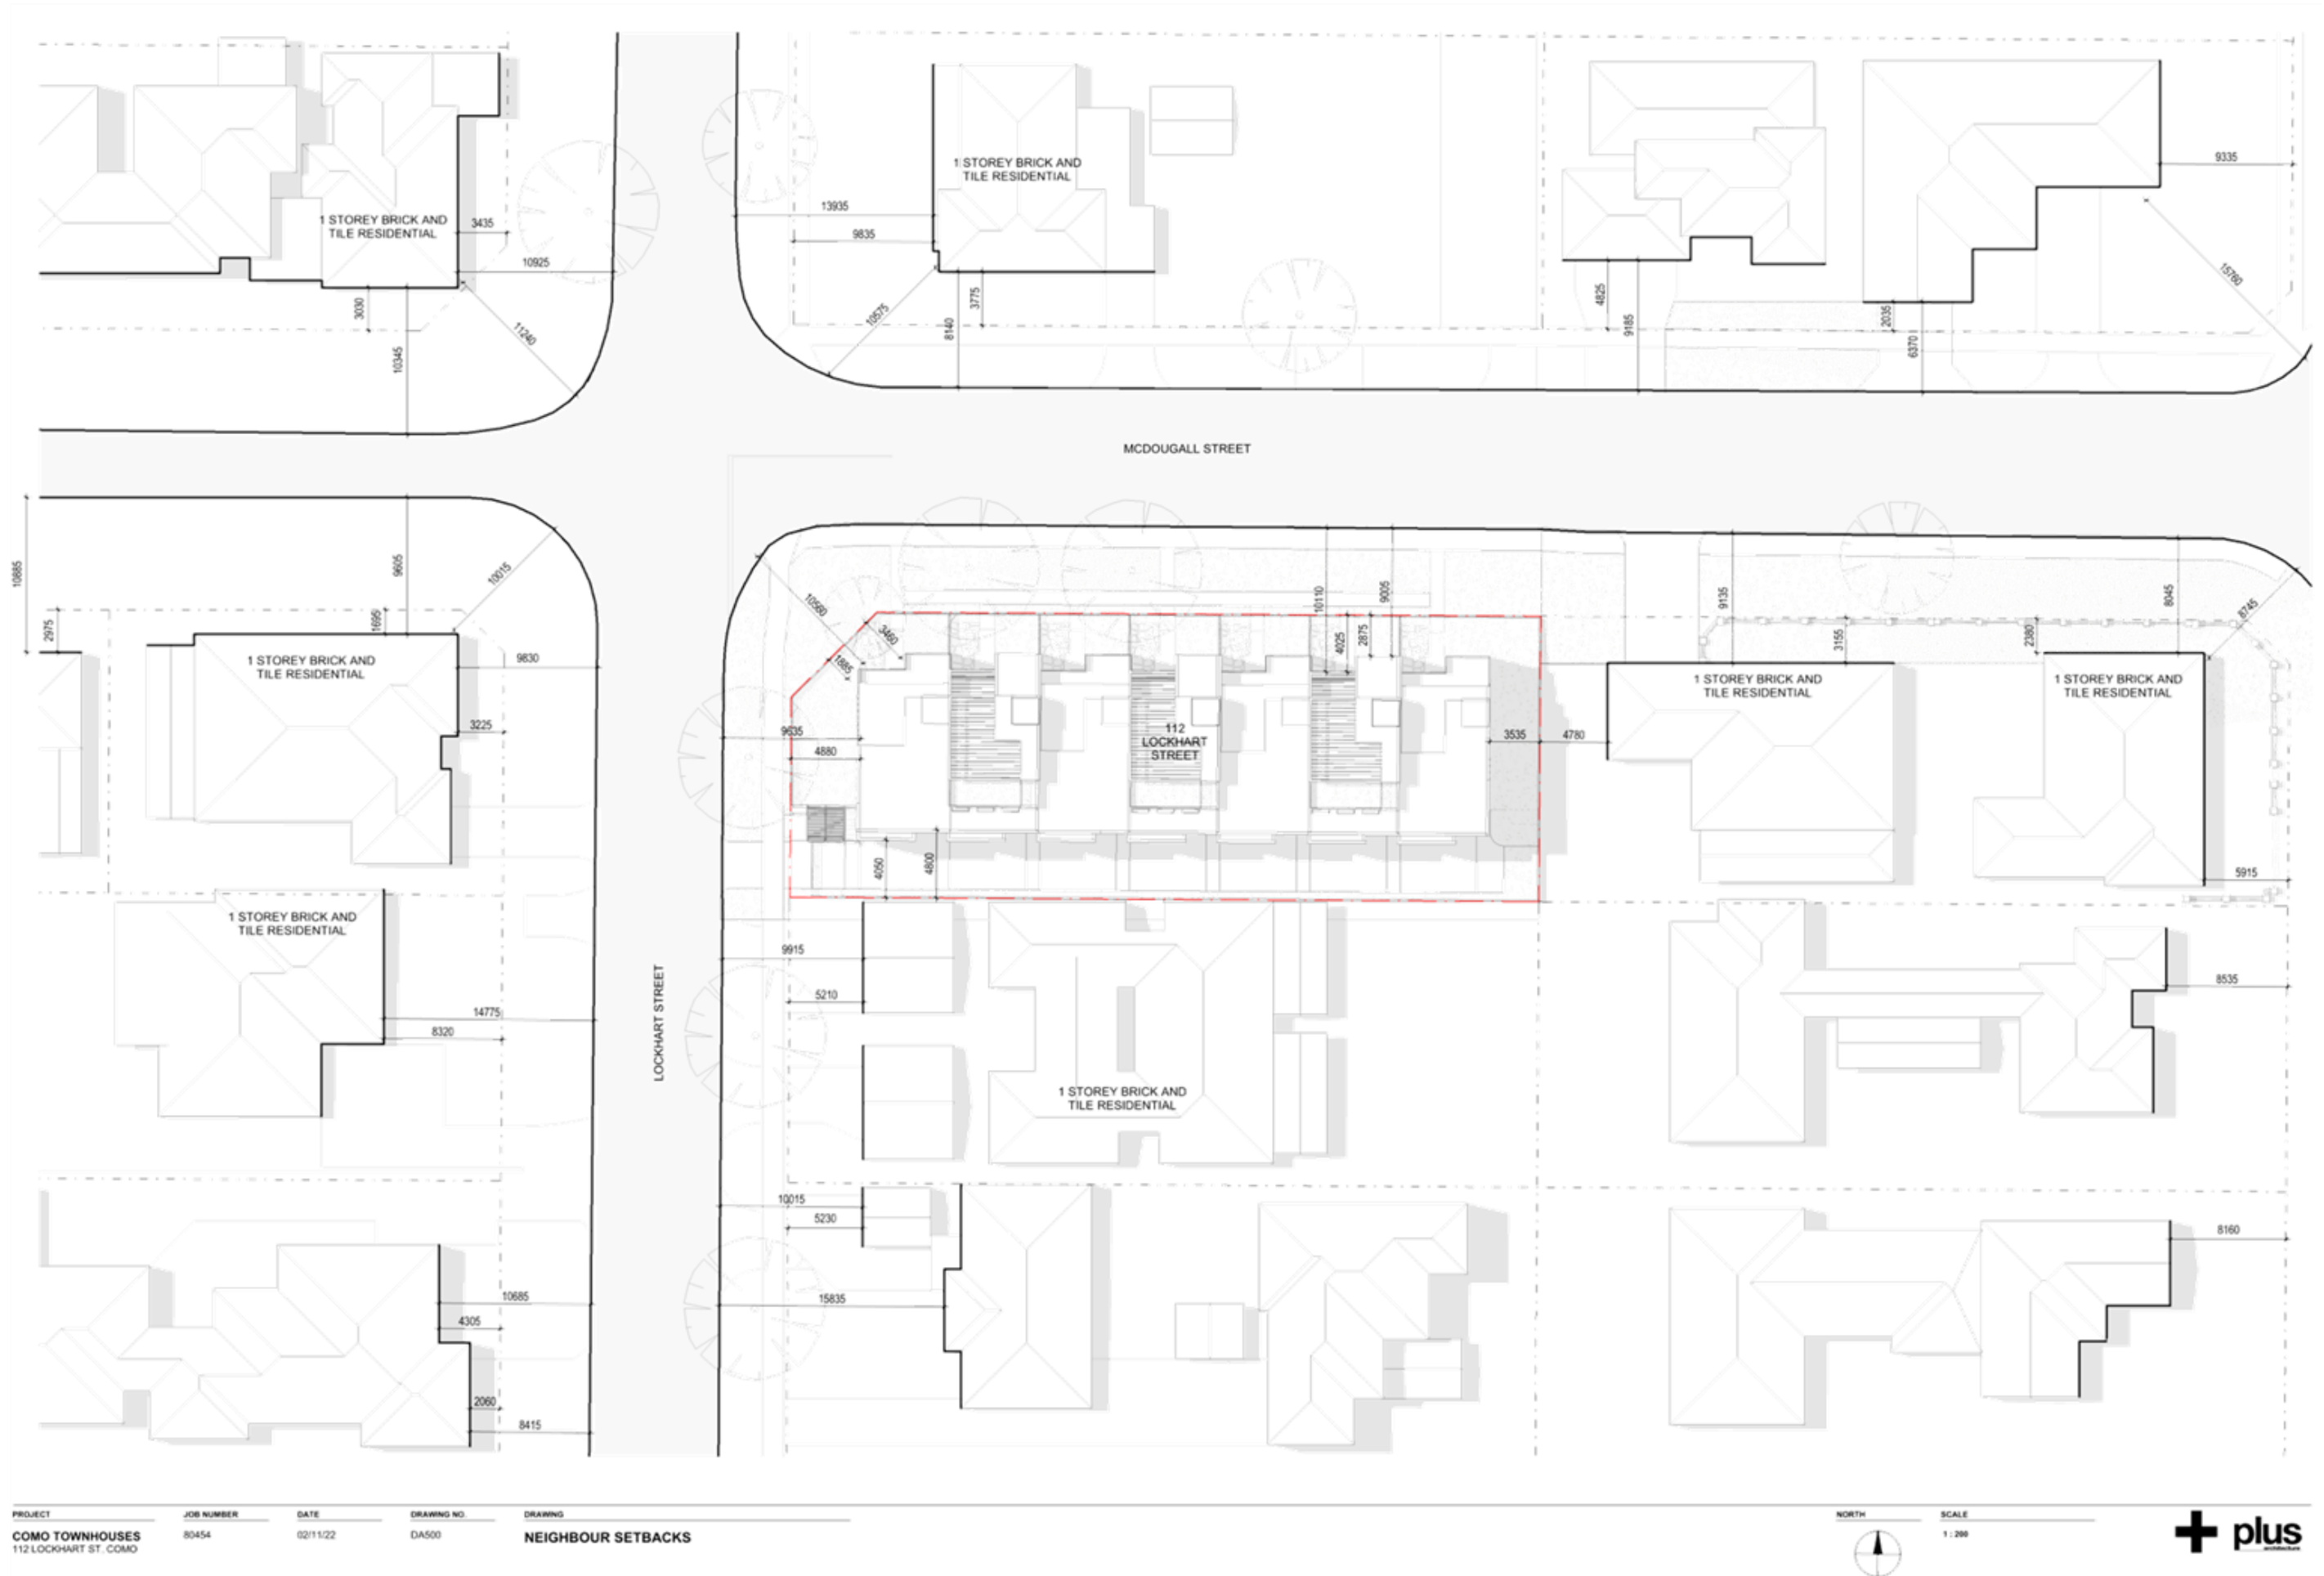 9335
1 STOREY BRICK AND
TILE RESIDENTIAL
13935
1 STOREY BRICK AND
TILE RESIDENTIAL
3435
9835
10925
15760
3030
11240
10575
3775
8140
4825
9185
2035
6370
10345
MCDOUGALL STREET
10885
9605
10015
2975
1695
10560
3460
1885
10110
9005
4025
2875
9135
3155
8045
2380
8745
1 STOREY BRICK AND
TILE RESIDENTIAL
9830
1 STOREY BRICK AND
TILE RESIDENTIAL
1 STOREY BRICK AND
TILE RESIDENTIAL
3225
9635
4880
112
LOCKHART
STREET
3535
4780
4050
4800
5915
1 STOREY BRICK AND
TILE RESIDENTIAL
9915
5210
8535
14775
8320
LOCKHART STREET
1 STOREY BRICK AND
TILE RESIDENTIAL
10015
5230
8160
10685
4305
15835
2060
8415
PROJECT
COMO TOWNHOUSES
112 LOCKHART ST. COMO
JOB NUMBER
80454
DATE
02/11/22
DRAWING NO.
DA500
DRAWING
NEIGHBOUR SETBACKS
NORTH
SCALE
1 : 200
plus
architecture